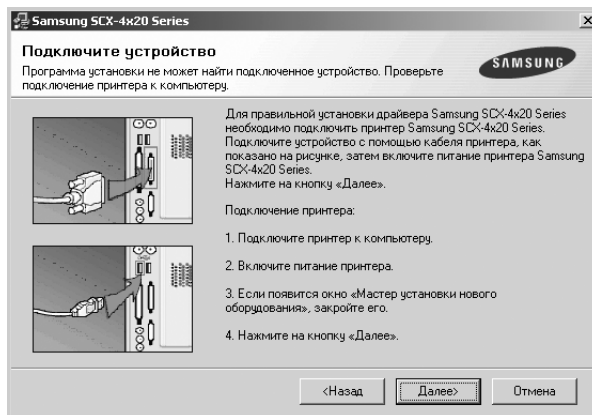 Samsung SCX-4x20 Series
Подключите устройство
Программа установки не может найти подключенное устройство. Проверьте
подключение принтера к компьютеру.
SAMSUNG
Для правильной установки драйвера Samsung SCX-4x20 Series
необходимо подключить принтер Samsung SCX-4x20 Series.
Подключите устройство с помощью кабеля принтера, как
показано на рисунке, затем включите питание принтера Samsung
SCX-4x20 Series.
Нажмите на кнопку «Далее».
Подключение принтера:
1. Подключите принтер к компьютеру.
2. Включите питание принтера.
3. Если появится окно «Мастер установки нового
оборудования», закройте его.
4. Нажмите на кнопку «Далее».
<Назад
Далее>
Отмена